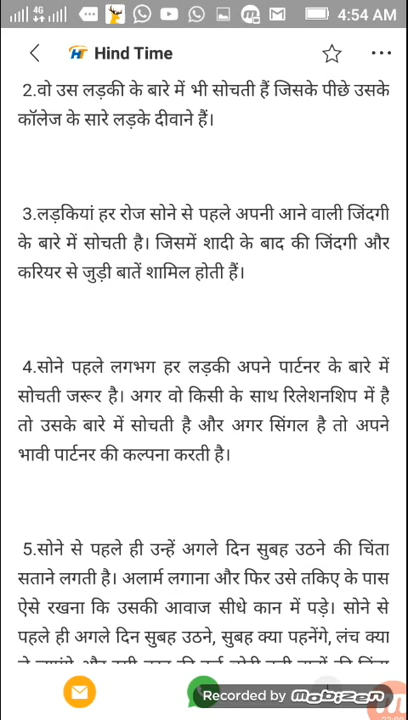 4G
4:54 AM
Hind Time
2.वो उस लड़की के बारे में भी सोचती हैं जिसके पीछे उसके
कॉलेज के सारे लड़के दीवाने हैं।
3.लड़कियां हर रोज सोने से पहले अपनी आने वाली जिंदगी
के बारे में सोचती है। जिसमें शादी के बाद की जिंदगी और
करियर से जुड़ी बातें शामिल होती हैं।
4.सोने पहले लगभग हर लड़की अपने पार्टनर के बारे में
सोचती जरूर है। अगर वो किसी के साथ रिलेशनशिप में है
तो उसके बारे में सोचती है और अगर सिंगल है तो अपने
भावी पार्टनर की कल्पना करती है।
5.सोने से पहले ही उन्हें अगले दिन सुबह उठने की चिंता
सताने लगती है। अलार्म लगाना और फिर उसे तकिए के पास
ऐसे रखना कि उसकी आवाज सीधे कान में पड़े। सोने से
पहले ही अगले दिन सुबह उठने, सुबह क्या पहनेंगे, लंच क्या
Recorded by mobizen